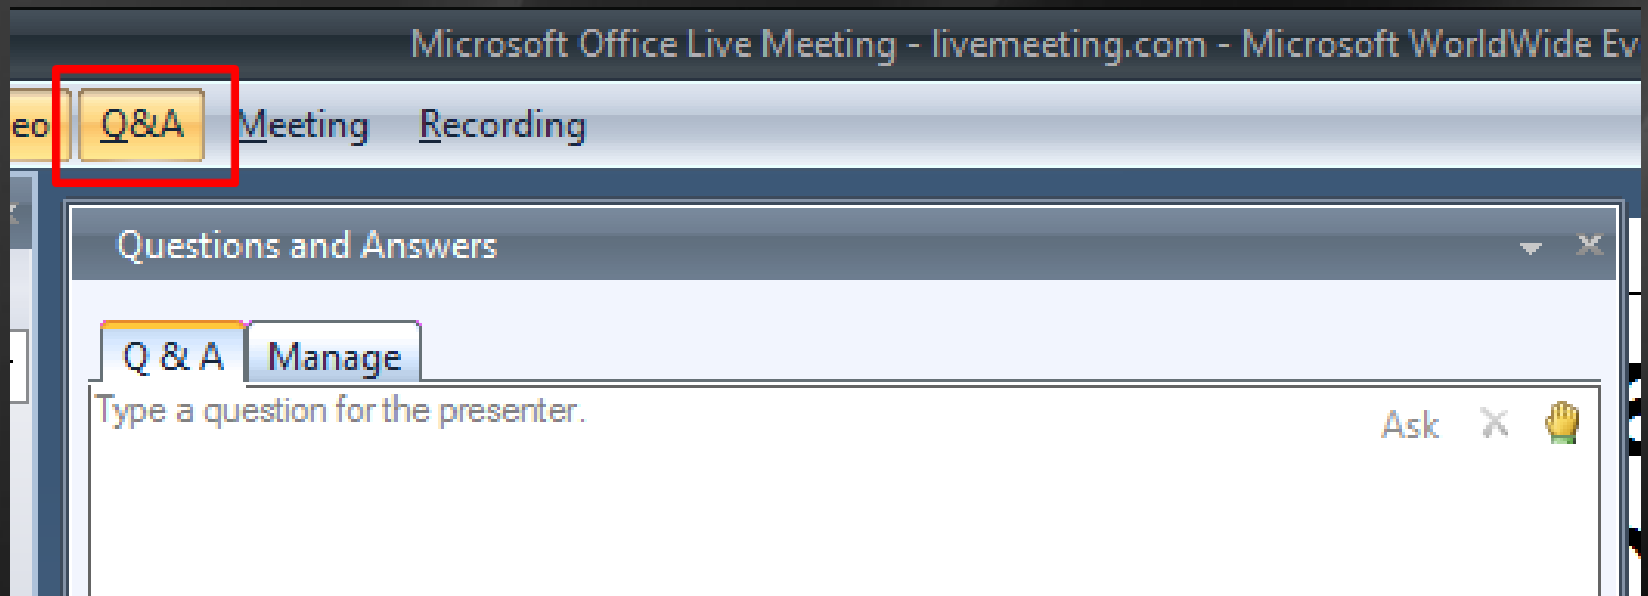 Microsoft Office Live Meeting - livemeeting.com - Microsoft WorldWide Ev
eo Q&A Meeting Recording
Questions and Answers
Q & A Manage
Type a question for the presenter.
Ask